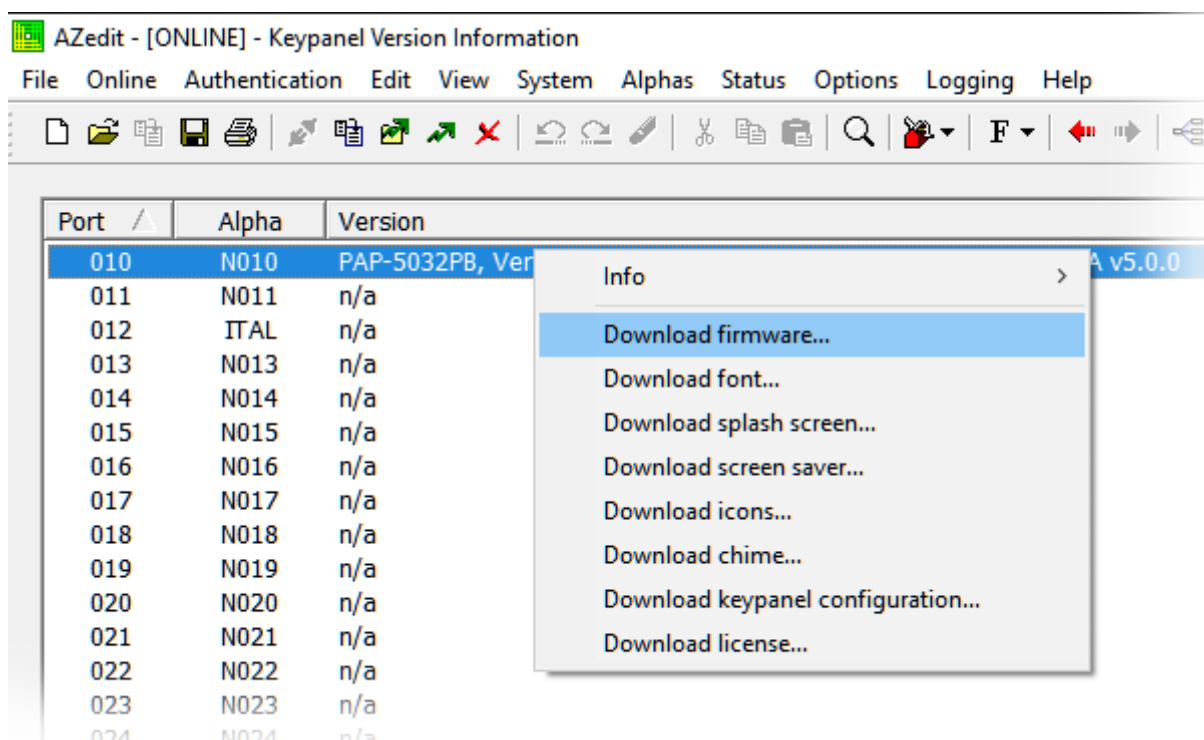 AZedit - [ONLINE] - Keypanel Version Information
File Online Authentication Edit View System Alphas Status Options Logging Help
F
Port Alpha Version
010 N010 PAP-5032PB, Ver A v5.0.0
011 N011 n/a
012 ITAL n/a
013 N013 n/a
014 N014 n/a
015 N015 n/a
016 N016 n/a
017 N017 n/a
018 N018 n/a
019 N019 n/a
020 N020 n/a
021 N021 n/a
022 N022 n/a
023 N023 n/a
024 N024 n/a
Info
Download firmware...
Download font...
Download splash screen...
Download screen saver...
Download icons...
Download chime...
Download keypanel configuration...
Download license...